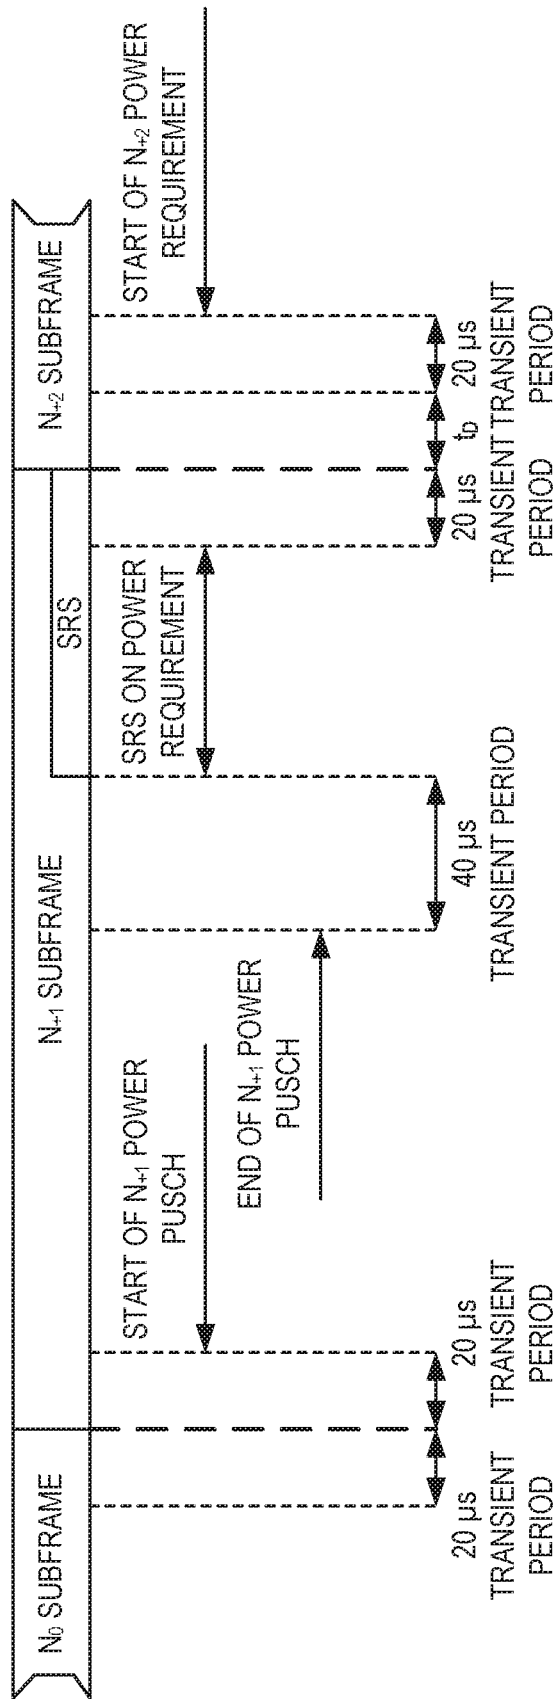 N0 SUBFRAME
N+1 SUBFRAME
N+2 SUBFRAME
SRS
START OF N+1 POWER
PUSCH
SRS ON POWER
REQUIREMENT
START OF N+2 POWER
REQUIREMENT
END OF N+1 POWER
PUSCH
20 µs
TRANSIENT
PERIOD
20 µs
TRANSIENT
PERIOD
40 µs
TRANSIENT PERIOD
20 µs
TRANSIENT
PERIOD
tD
20 µs
TRANSIENT
PERIOD